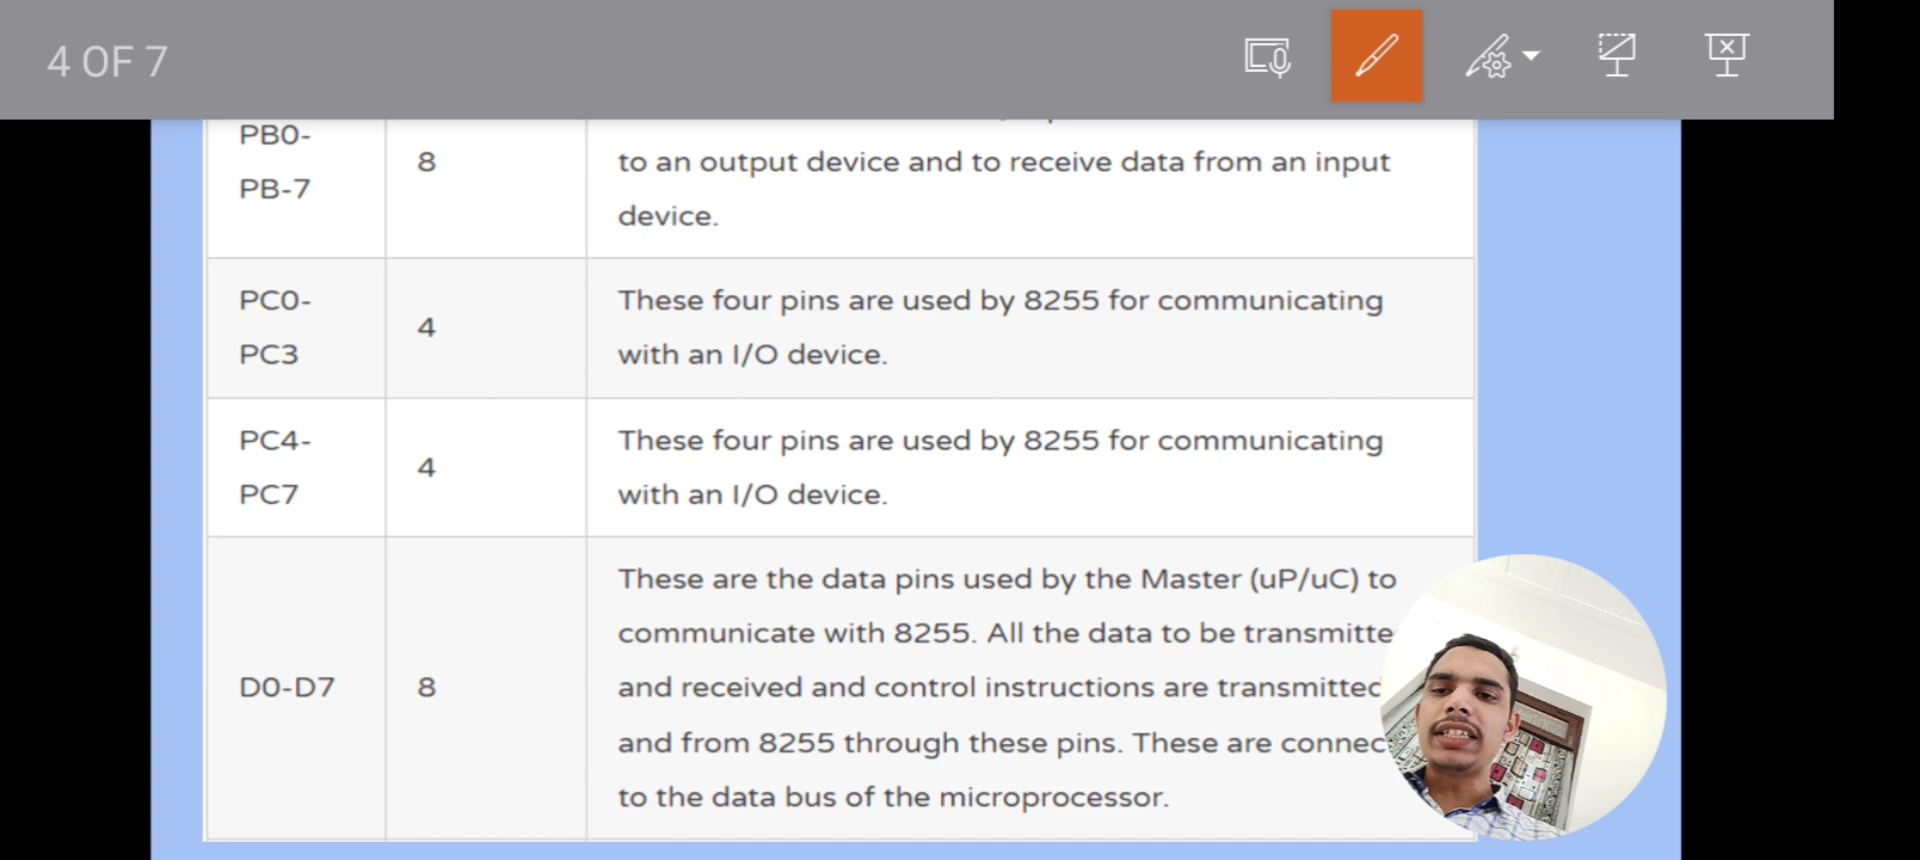 4 OF 7
PB0-
PB-7
8
to an output device and to receive data from an input
device.
PC0-
PC3
4
These four pins are used by 8255 for communicating
with an I/O device.
PC4-
PC7
4
These four pins are used by 8255 for communicating
with an I/O device.
D0-D7
8
These are the data pins used by the Master (uP/uC) to
communicate with 8255. All the data to be
and received and control instructions are transmitted
and from 8255 through these pins. These are
to the data bus of the microprocessor.